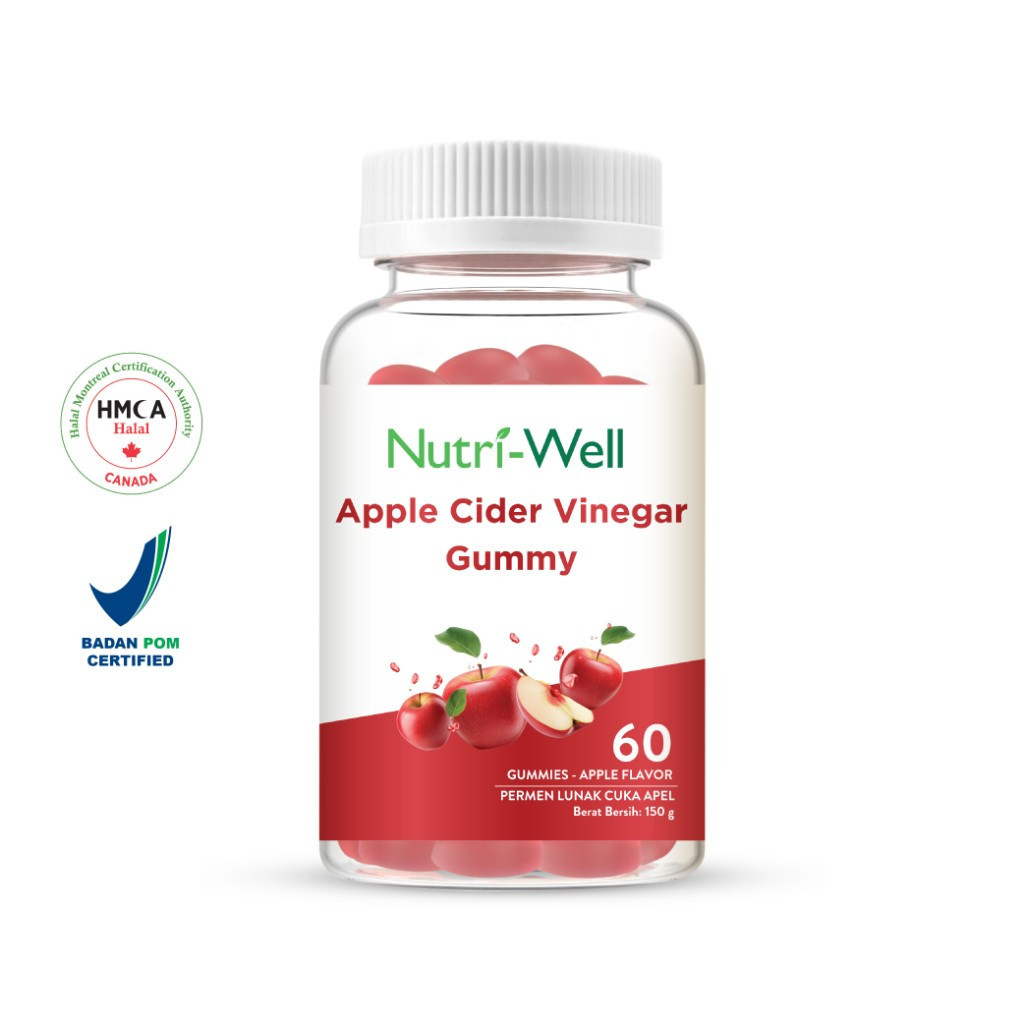 Halal Montreal Certification Authority
HMCA
Halal
CANADA
BADAN POM
CERTIFIED
Nutri-Well
Apple Cider Vinegar
Gummy
60
GUMMIES - APPLE FLAVOR
PERMEN LUNAK CUKA APEL
Berat Bersih: 150 g